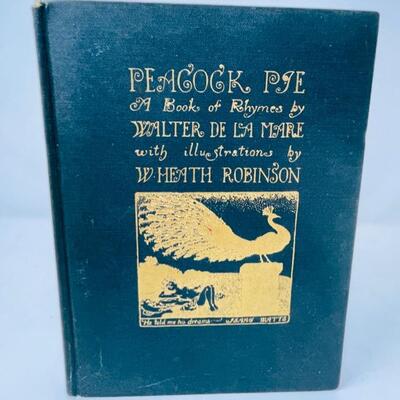 PEACOCK PIE
A Book of Rhymes by
WALTER DE LA MARE
with illustrations by
W. HEATH ROBINSON
"He told me his dreams ISAAC WATTS